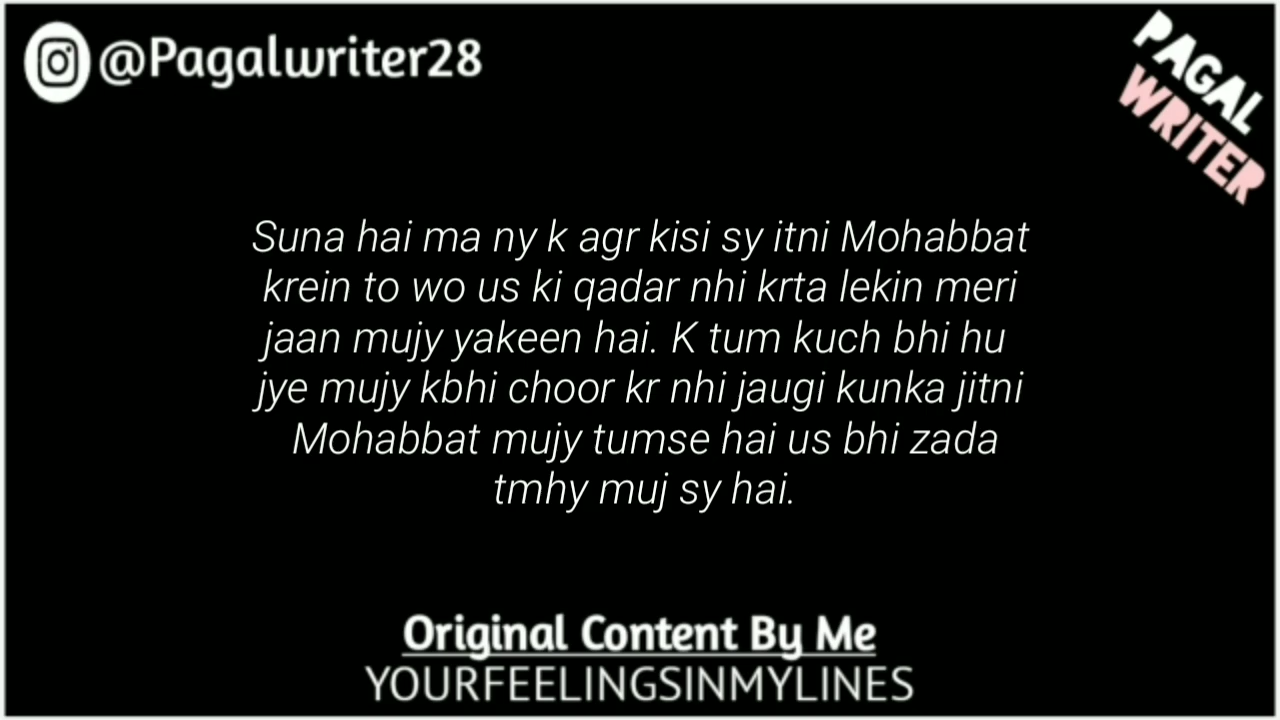 @Pagalwriter28
PAGAL
WRITER
Suna hai ma ny k agr kisi sy itni Mohabbat
krein to wo us ki qadar nhi krta lekin meri
jaan mujy yakeen hai. K tum kuch bhi hu
jye mujy kbhi choor kr nhi jaugi kunka jitni
Mohabbat mujy tumse hai us bhi zada
tmhy muj sy hai.
Original Content By Me
YOURFEELINGSINMYLINES